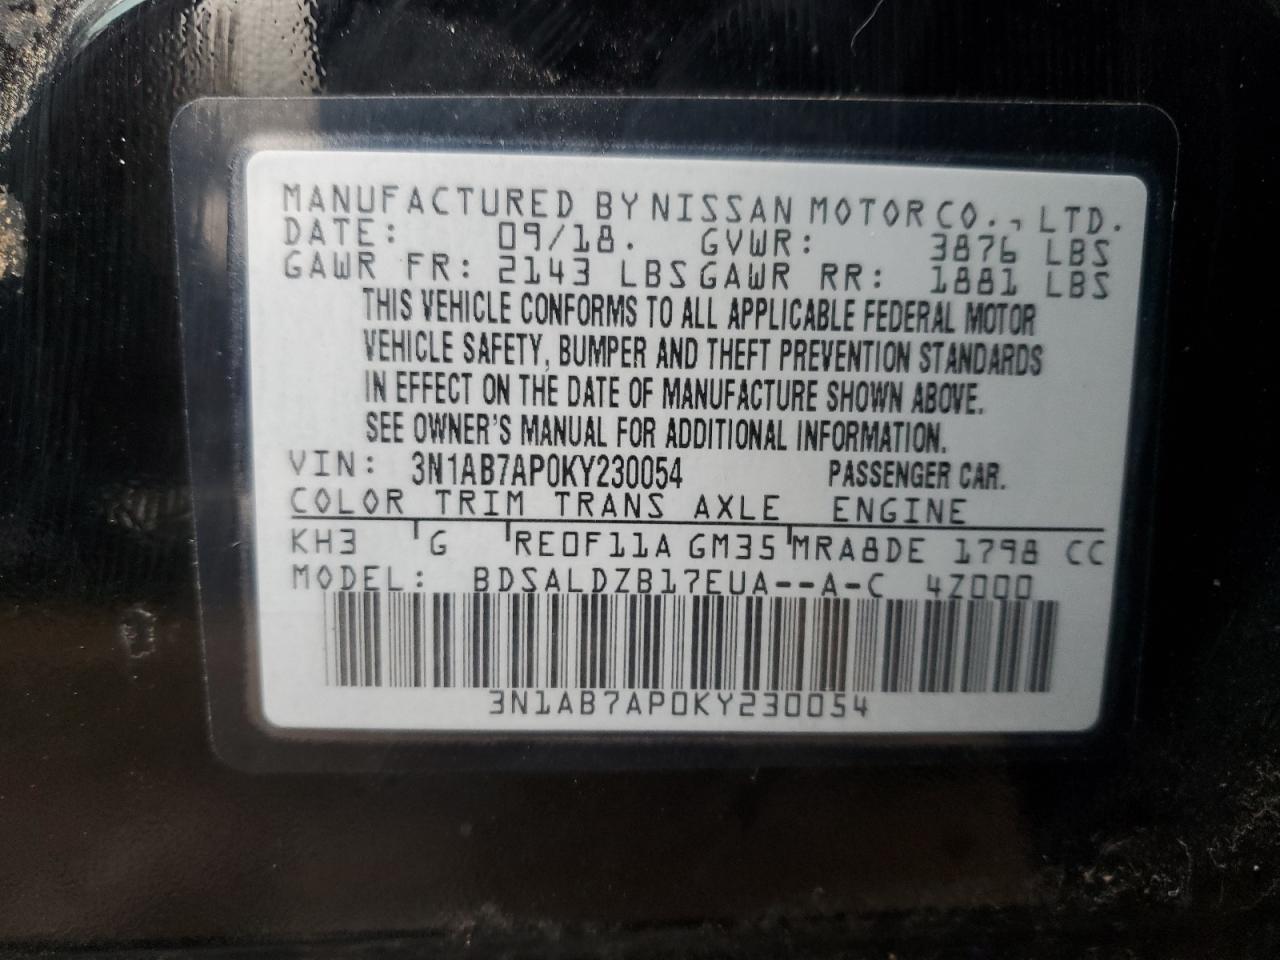 MANUFACTURED BY NISSAN MOTOR CO., LTD.
DATE: 09/18. GVWR: 3876 LBS
GAWR FR: 2143 LBS GAWR RR: 1881 LBS
THIS VEHICLE CONFORMS TO ALL APPLICABLE FEDERAL MOTOR
VEHICLE SAFETY, BUMPER AND THEFT PREVENTION STANDARDS
IN EFFECT ON THE DATE OF MANUFACTURE SHOWN ABOVE.
SEE OWNER'S MANUAL FOR ADDITIONAL INFORMATION.
VIN: 3N1AB7AP0KY230054 PASSENGER CAR.
COLOR TRIM TRANS AXLE ENGINE
KH3 G RE0F11A GM35 MRA8DE 1798 CC
MODEL: BDSALDZB17EUA--A-C 4Z000
3N1AB7AP0KY230054